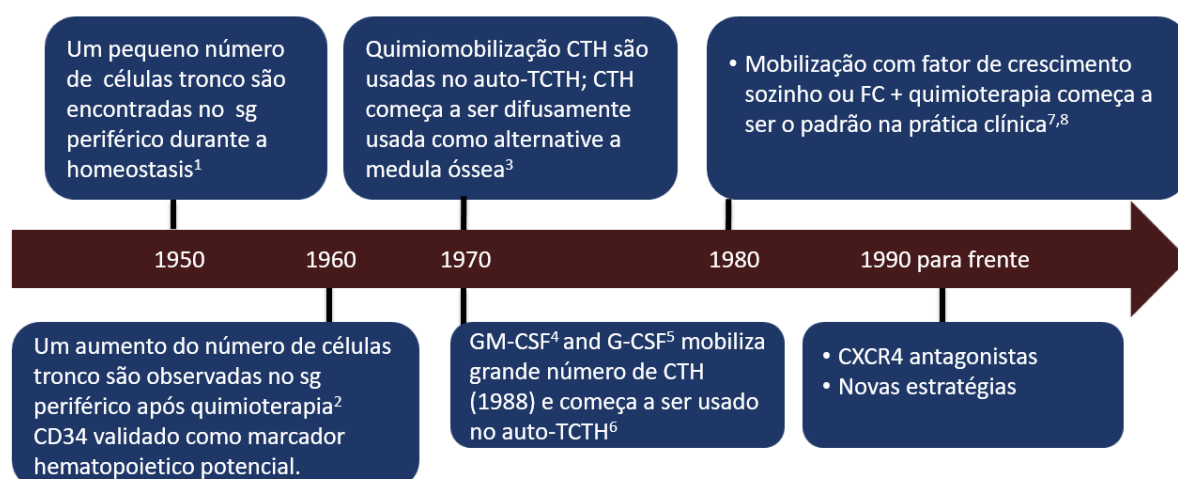 Um pequeno número
de células tronco são
encontradas no sg
periférico durante a
homeostasis¹
Quimiomobilização CTH são
usadas no auto-TCTH; CTH
começa a ser difusamente
usada como alternative a
medula óssea³
• Mobilização com fator de crescimento
sozinho ou FC + quimioterapia começa a
ser o padrão na prática clínica⁷,⁸
1950
1960
1970
1980
1990 para frente
Um aumento do número de células
tronco são observadas no sg
periférico após quimioterapia²
CD34 validado como marcador
hematopoietico potencial.
GM-CSF⁴ and G-CSF⁵ mobiliza
grande número de CTH
(1988) e começa a ser usado
no auto-TCTH⁶
• CXCR4 antagonistas
• Novas estratégias